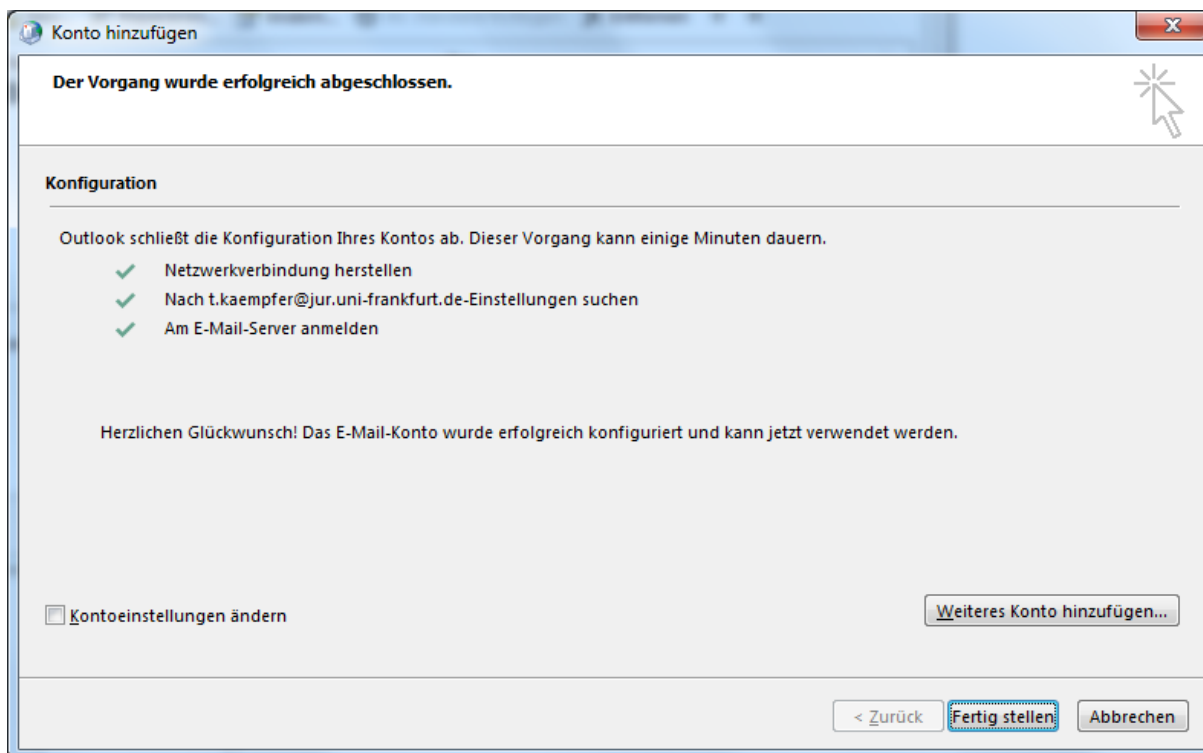 Konto hinzufügen
Der Vorgang wurde erfolgreich abgeschlossen.
Konfiguration
Outlook schließt die Konfiguration Ihres Kontos ab. Dieser Vorgang kann einige Minuten dauern.
Netzwerkverbindung herstellen
Nach t.kaempfer@jur.uni-frankfurt.de-Einstellungen suchen
Am E-Mail-Server anmelden
Herzlichen Glückwunsch! Das E-Mail-Konto wurde erfolgreich konfiguriert und kann jetzt verwendet werden.
Kontoeinstellungen ändern
Weiteres Konto hinzufügen...
< Zurück
Fertig stellen
Abbrechen